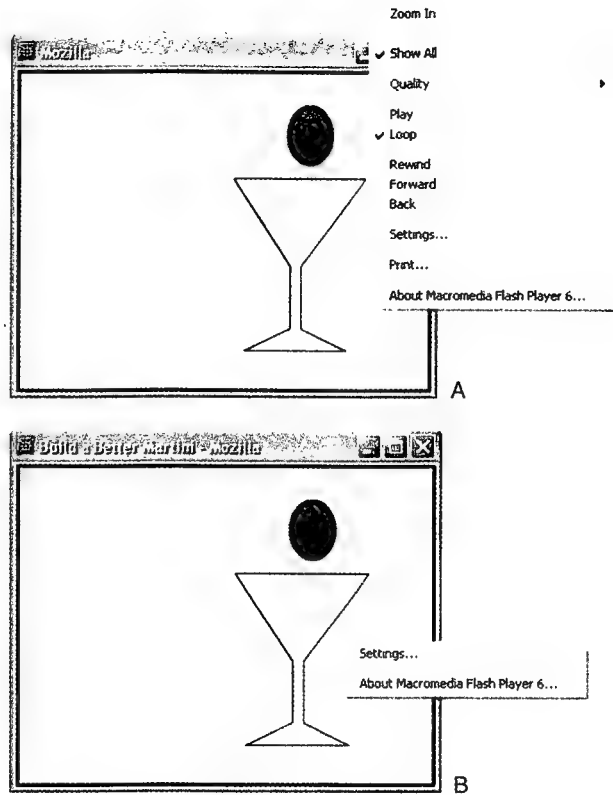 Zoom In
Mozilla
Show All
Quality
Play
Loop
Rewind
Forward
Back
Settings...
Print...
About Macromedia Flash Player 6...
A
Build a Better Martini - Mozilla
Settings...
About Macromedia Flash Player 6...
B